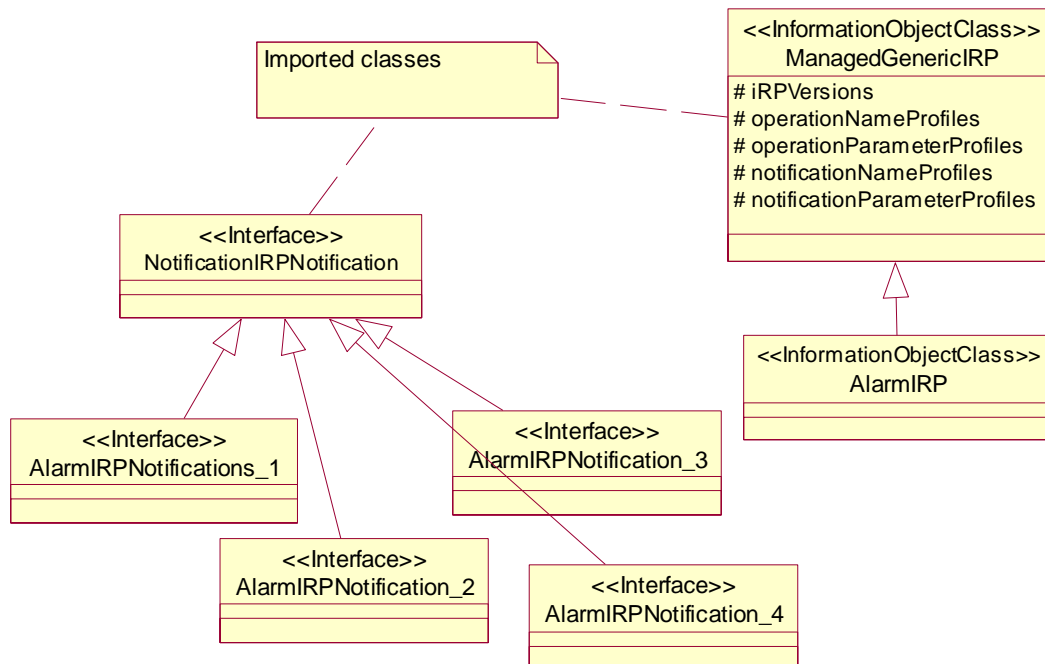 Imported classes
<<InformationObjectClass>>
ManagedGenericIRP
# iRPVersions
# operationNameProfiles
# operationParameterProfiles
# notificationNameProfiles
# notificationParameterProfiles
<<Interface>>
NotificationIRPNotification
<<InformationObjectClass>>
AlarmIRP
<<Interface>>
AlarmIRPNotifications_1
<<Interface>>
AlarmIRPNotification_3
<<Interface>>
AlarmIRPNotification_2
<<Interface>>
AlarmIRPNotification_4